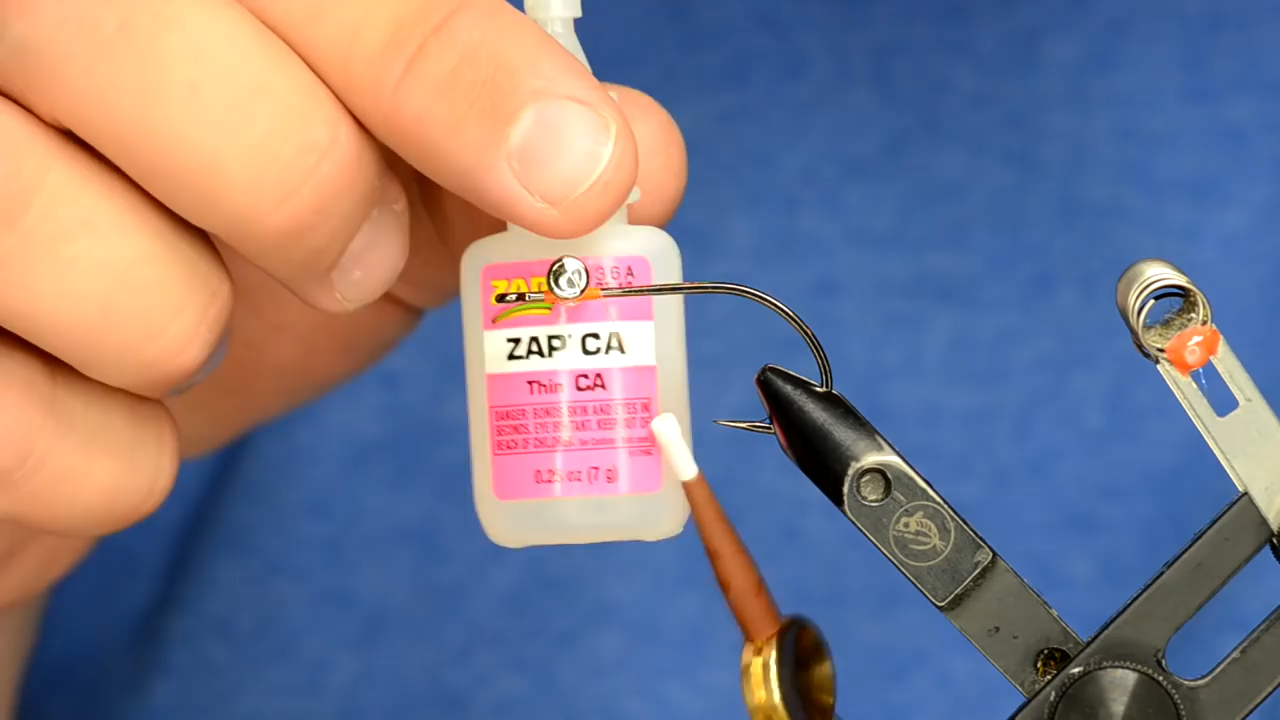 ZAP
36A
ZAP® CA
Thin CA
DANGER: BONDS SKIN AND EYES IN
SECONDS. EYE IRRITANT. KEEP OUT OF
REACH OF CHILDREN.
0.25 oz (7 g)